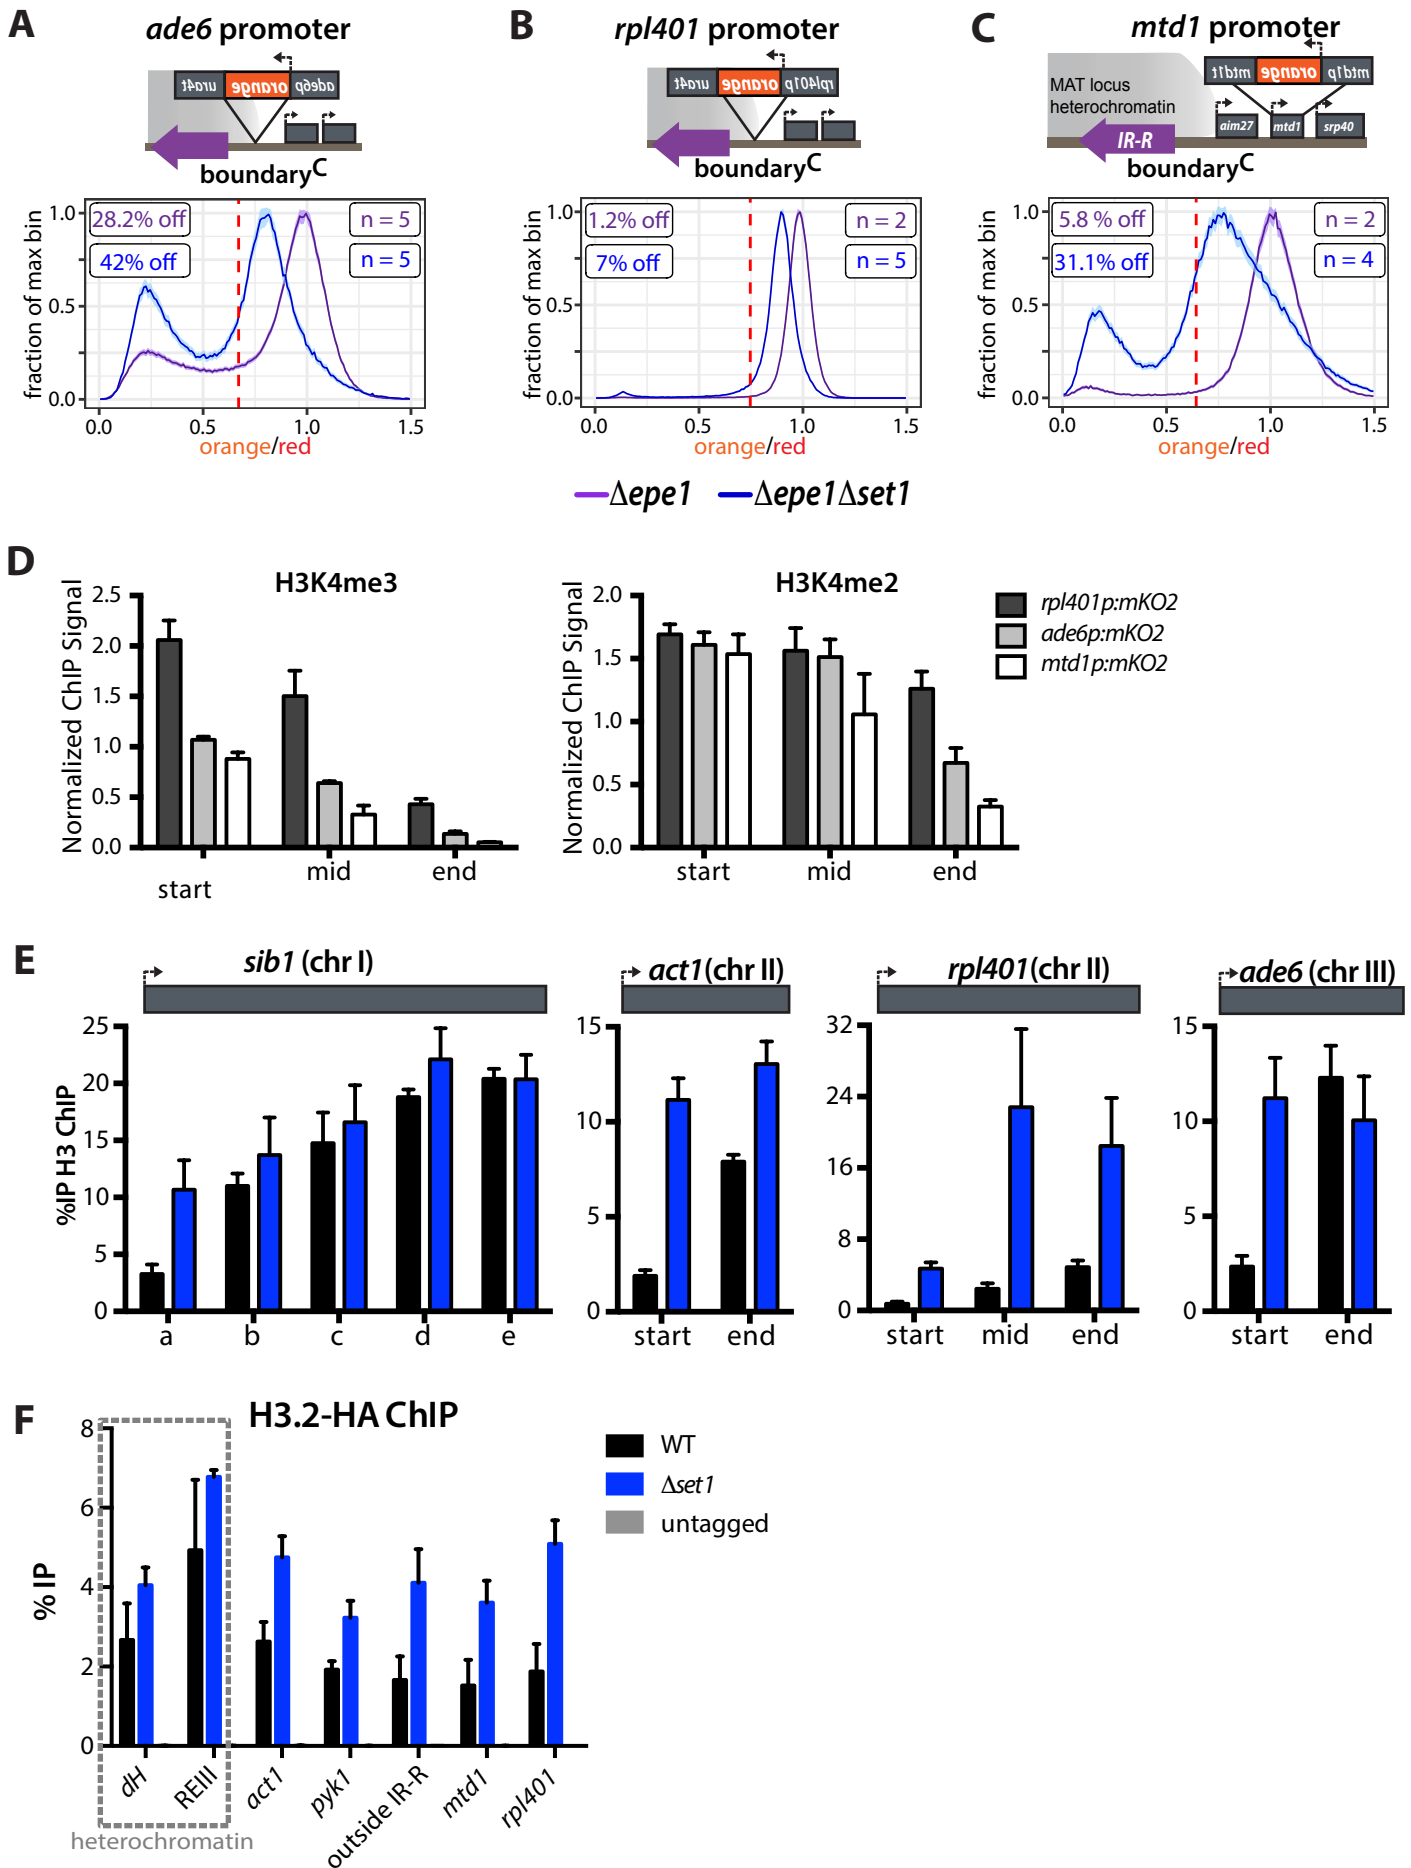 A
ade6 promoter
ura4t orange ade6p
boundaryC
28.2% off
n = 5
42% off
n = 5
fraction of max bin
1.0
0.5
0.0
0.0 0.5 1.0 1.5
orange/red
B
rpl401 promoter
ura4t orange rpl401p
boundaryC
1.2% off
n = 2
7% off
n = 5
fraction of max bin
1.0
0.5
0.0
0.0 0.5 1.0 1.5
orange/red
C
mtd1 promoter
mtd1t orange mtd1p
MAT locus
heterochromatin
aim27 mtd1 srp40
IR-R
boundaryC
5.8 % off
n = 2
31.1% off
n = 4
fraction of max bin
1.0
0.5
0.0
0.0 0.5 1.0 1.5
orange/red
Δepe1 Δepe1Δset1
D
H3K4me3
Normalized ChIP Signal
2.5
2.0
1.5
1.0
0.5
0.0
start mid end
H3K4me2
Normalized ChIP Signal
2.0
1.5
1.0
0.5
0.0
start mid end
rpl401p:mKO2
ade6p:mKO2
mtd1p:mKO2
E
sib1 (chr I)
%IP H3 ChIP
25
20
15
10
5
0
a b c d e
act1(chr II)
15
10
5
0
start end
rpl401(chr II)
32
24
16
8
0
start mid end
ade6 (chr III)
15
10
5
0
start end
F
H3.2-HA ChIP
% IP
8
6
4
2
0
dH REIII act1 pyk1 outside IR-R mtd1 rpl401
heterochromatin
WT
Δset1
untagged